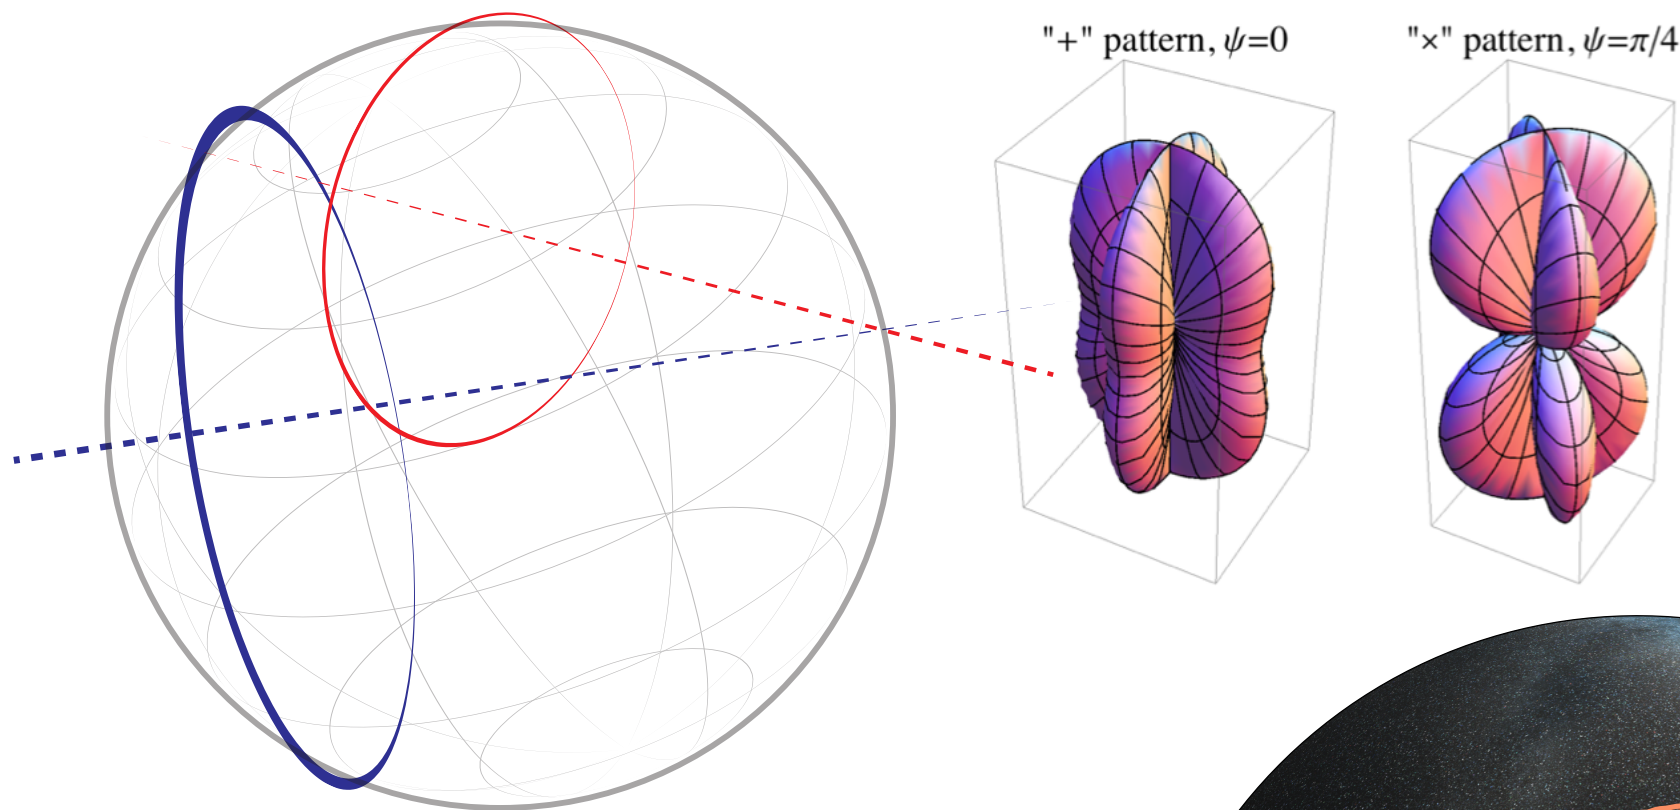 "+" pattern, ψ=0
"×" pattern, ψ=π/4